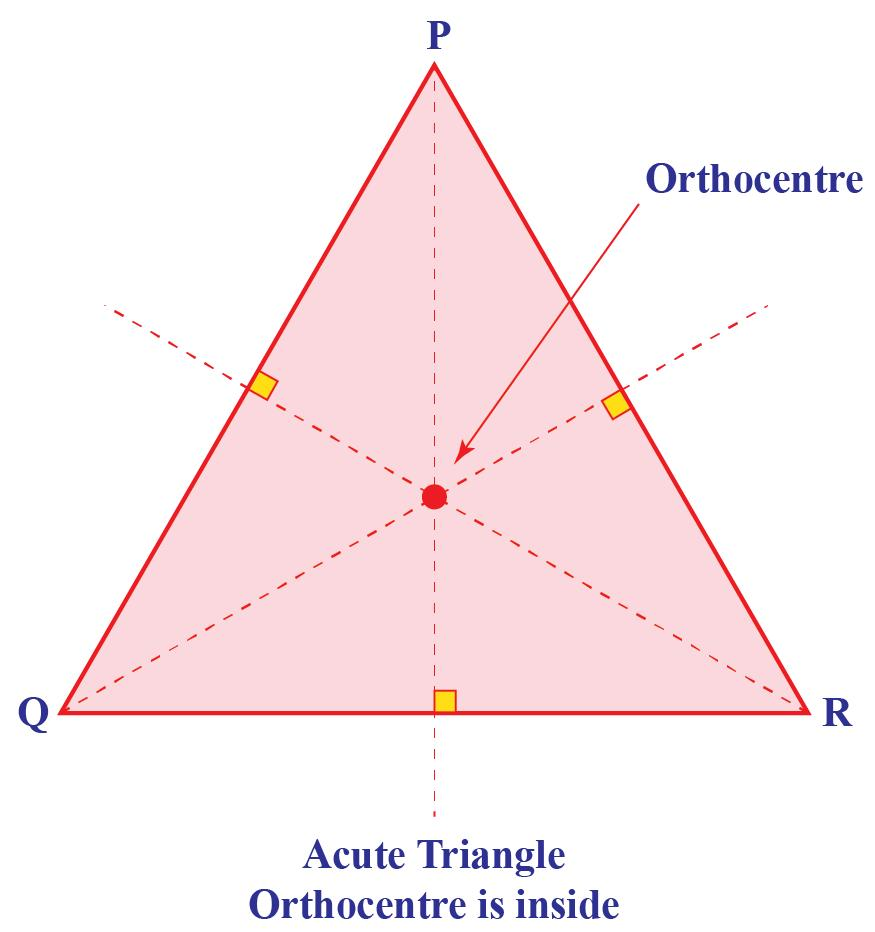 P
Orthocentre
Q
R
Acute Triangle
Orthocentre is inside